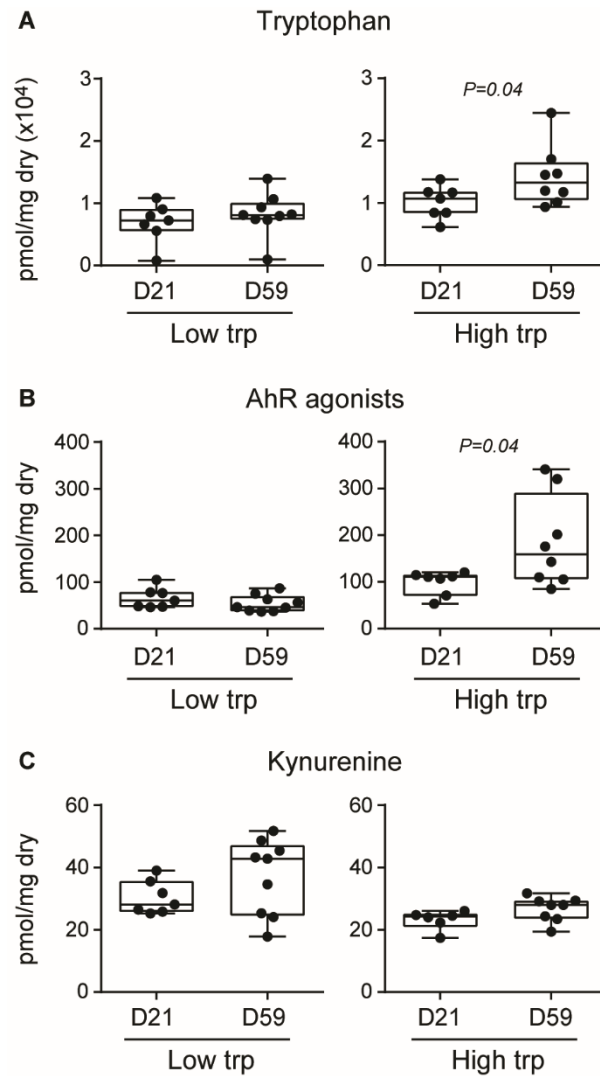 A Tryptophan
pmol/mg dry (x10⁴)
3
2
1
0
D21 D59
Low trp
3
2
1
0
P=0.04
D21 D59
High trp
B AhR agonists
pmol/mg dry
400
300
200
100
0
D21 D59
Low trp
400
300
200
100
0
P=0.04
D21 D59
High trp
C Kynurenine
pmol/mg dry
60
40
20
0
D21 D59
Low trp
60
40
20
0
D21 D59
High trp